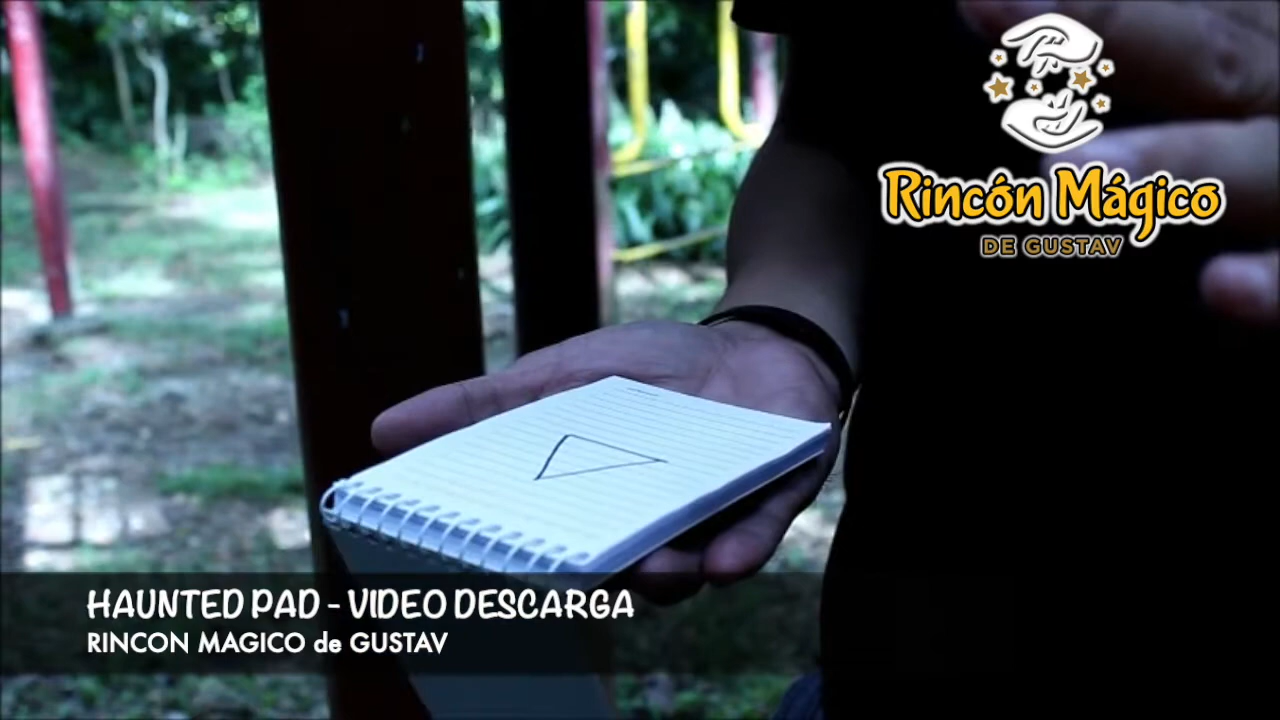 Rincón Mágico
DE GUSTAV
HAUNTED PAD - VIDEO DESCARGA
RINCON MAGICO de GUSTAV